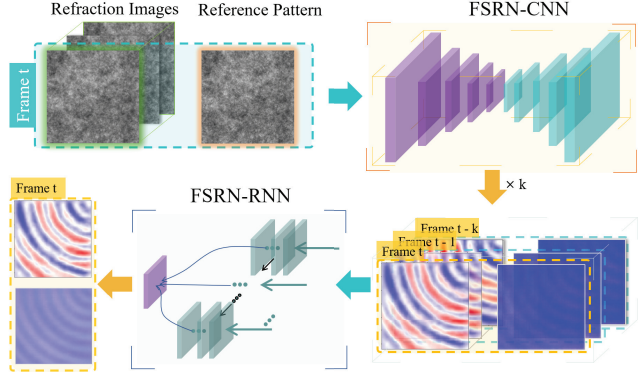 Refraction Images
Reference Pattern
FSRN-CNN
Frame t
× k
Frame t - k
Frame t - 1
Frame t
FSRN-RNN
Frame t